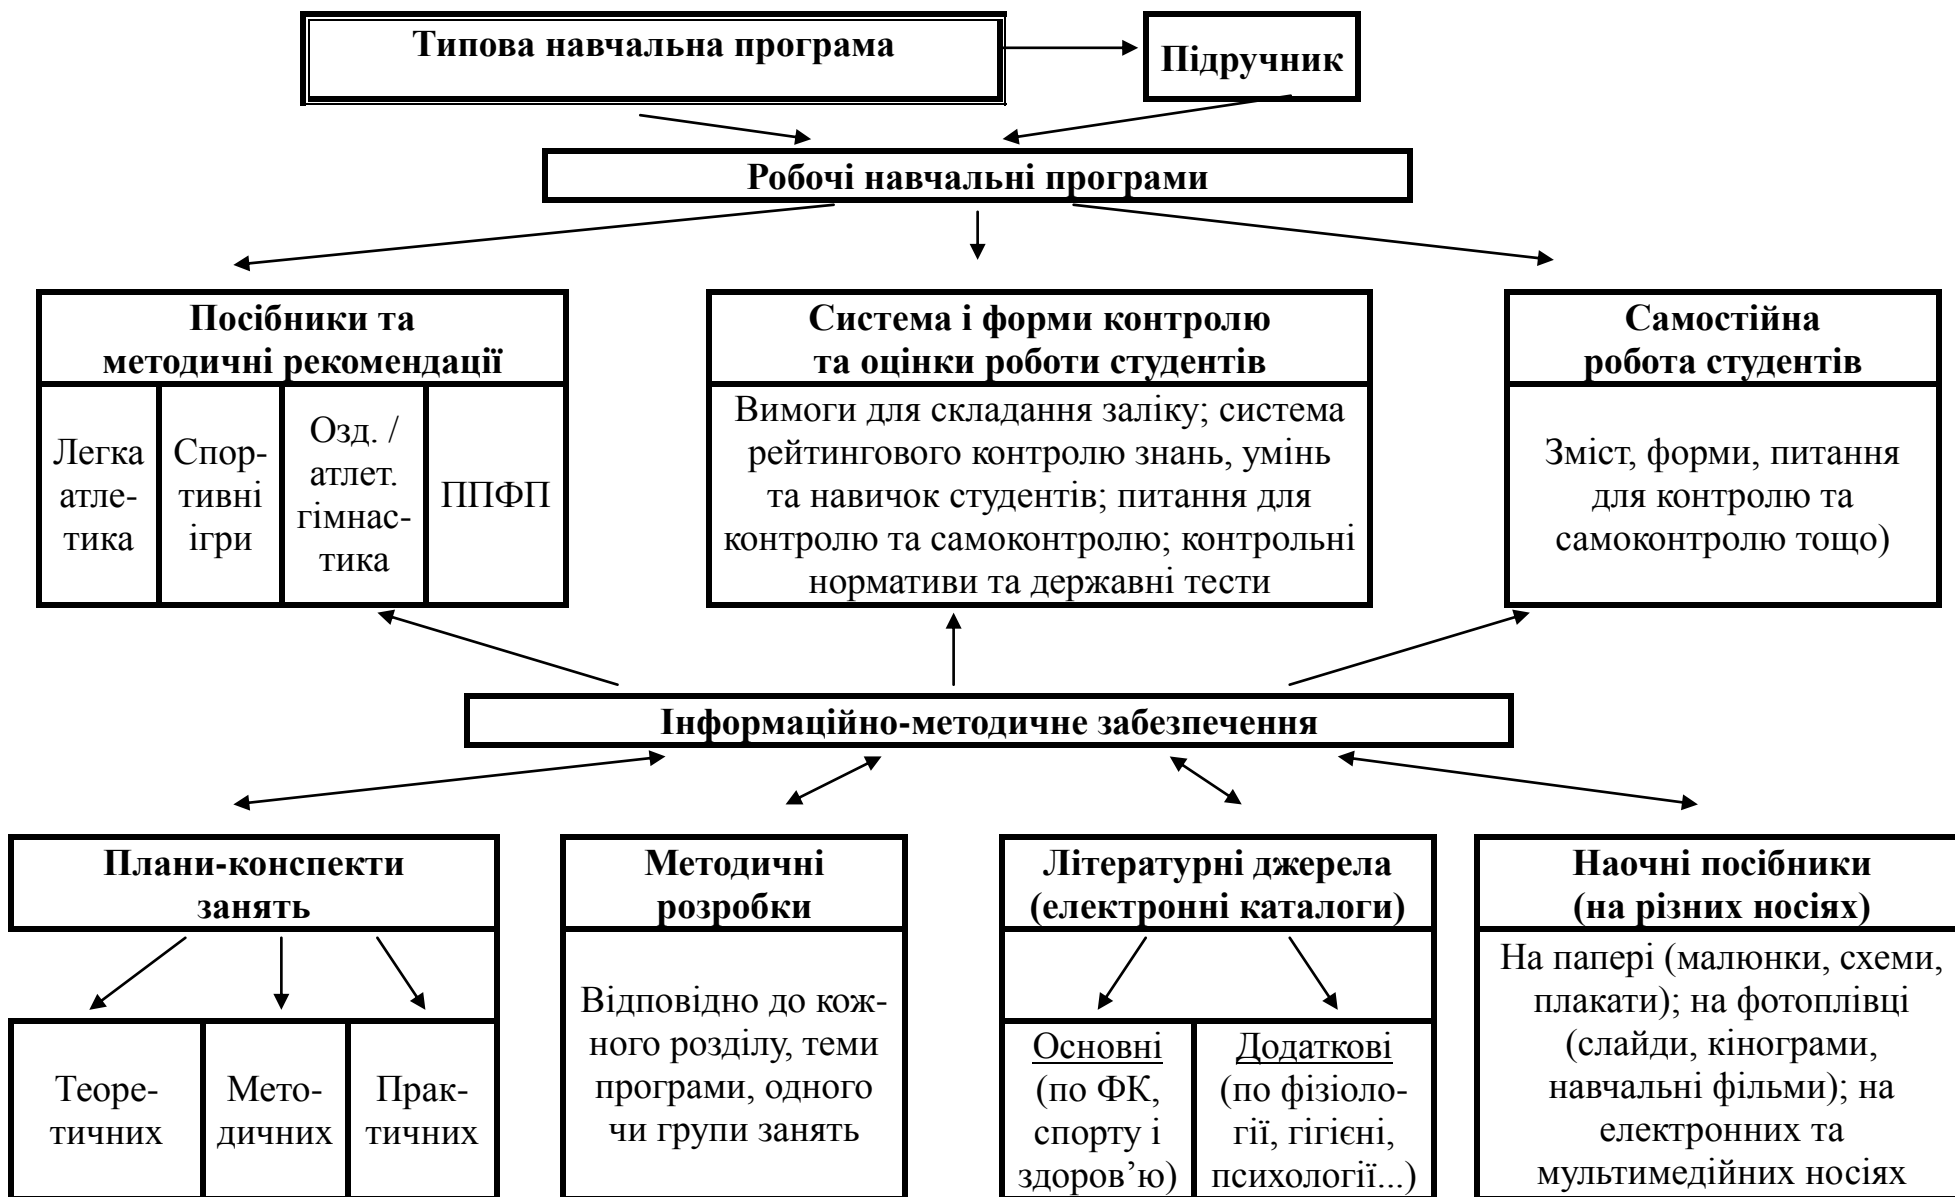 Типова навчальна програма
Підручник
Робочі навчальні програми
Посібники та
методичні рекомендації
Легка
атле-
тика
Спор-
тивні
ігри
Озд. /
атлет.
гімнас-
тика
ППФП
Система і форми контролю
та оцінки роботи студентів
Вимоги для складання заліку; система
рейтингового контролю знань, умінь
та навичок студентів; питання для
контролю та самоконтролю; контрольні
нормативи та державні тести
Самостійна
робота студентів
Зміст, форми, питання
для контролю та
самоконтролю тощо)
Інформаційно-методичне забезпечення
Плани-конспекти
занять
Теоре-
тичних
Мето-
дичних
Прак-
тичних
Методичні
розробки
Відповідно до кож-
ного розділу, теми
програми, одного
чи групи занять
Літературні джерела
(електронні каталоги)
Основні
(по ФК,
спорту і
здоров’ю)
Додаткові
(по фізіоло-
гії, гігієні,
психології...)
Наочні посібники
(на різних носіях)
На папері (малюнки, схеми,
плакати); на фотоплівці
(слайди, кінограми,
навчальні фільми); на
електронних та
мультимедійних носіях